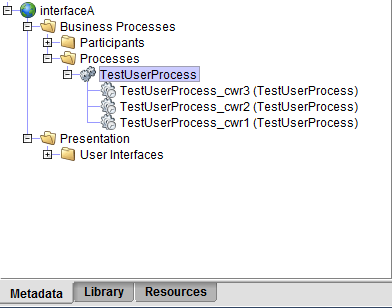 interfaceA
Business Processes
Participants
Processes
TestUserProcess
TestUserProcess_cwr3 (TestUserProcess)
TestUserProcess_cwr2 (TestUserProcess)
TestUserProcess_cwr1 (TestUserProcess)
Presentation
User Interfaces
Metadata Library Resources